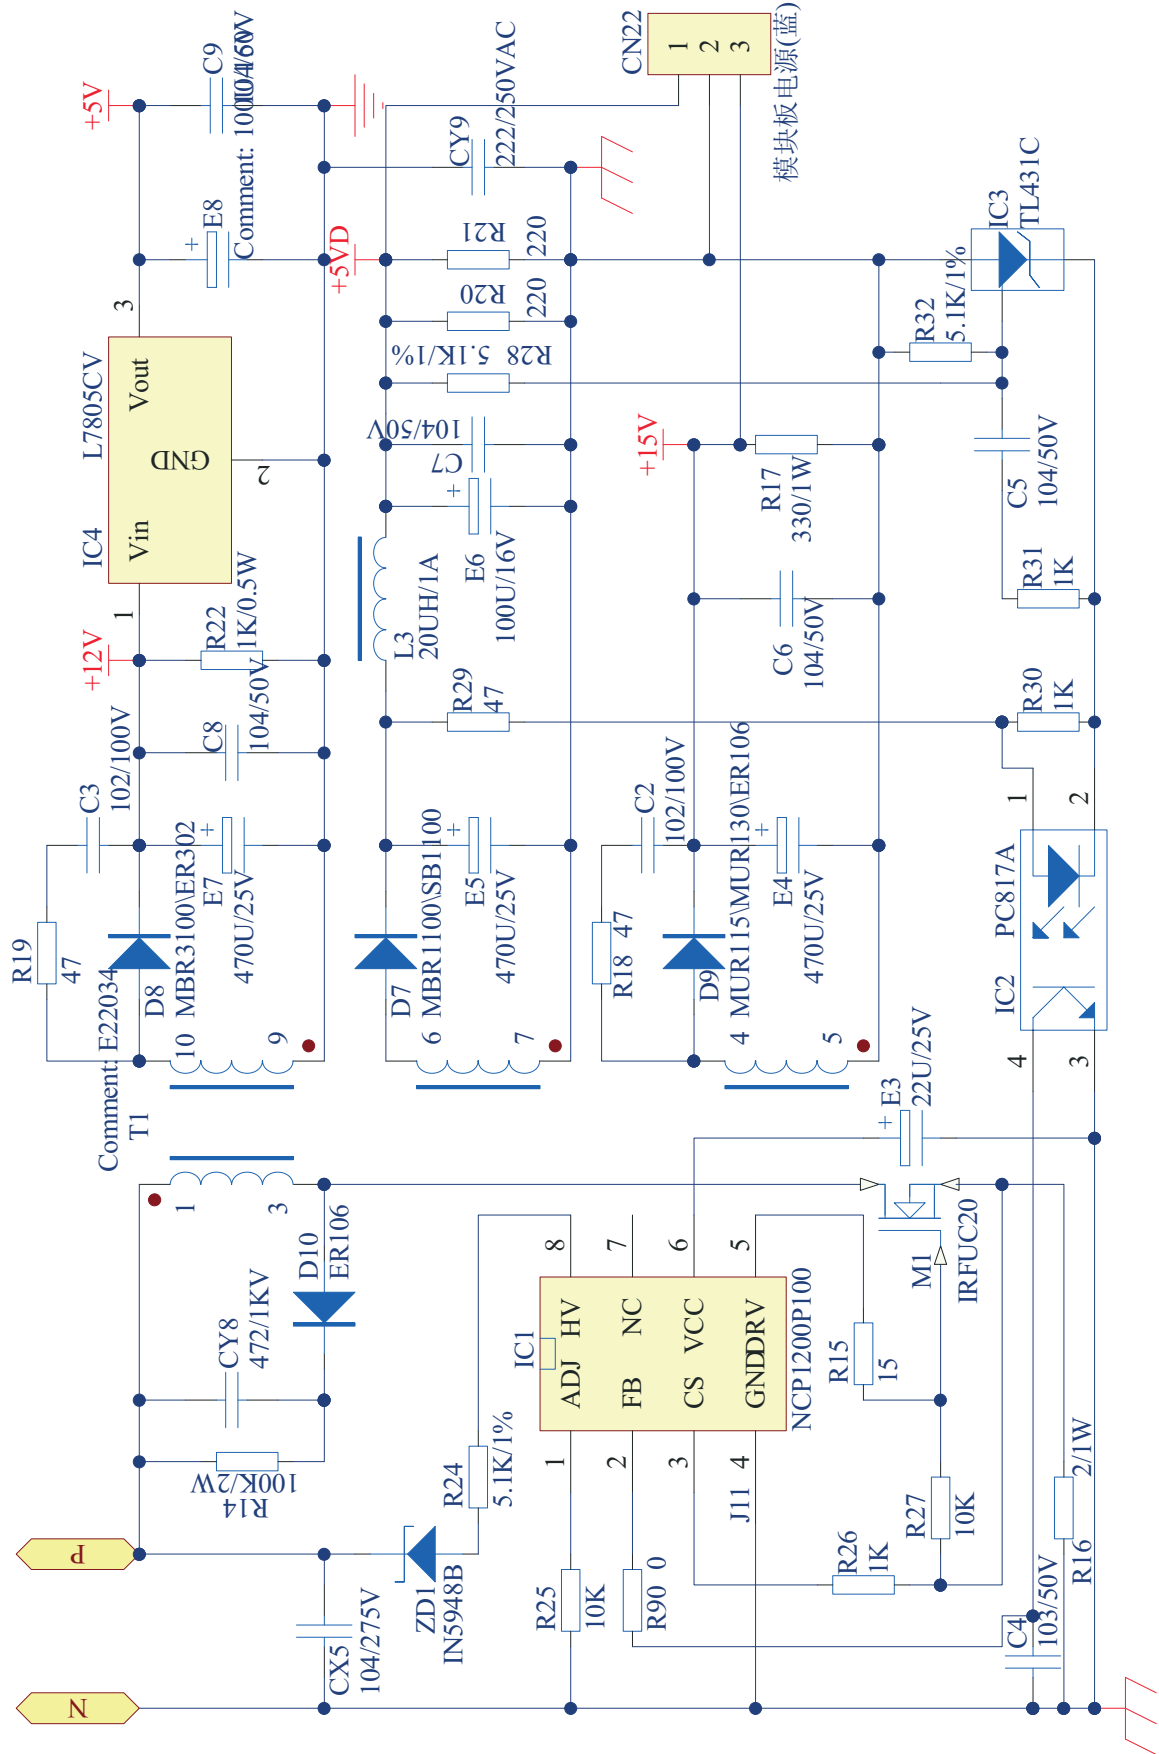 P
N
R14
100K/2W
CY8
472/1KV
D10
ER106
CX5
104/275V
ZD1
IN5948B
R24
5.1K/1%
R25
10K
R90 0
IC1
ADJ
HV
FB
NC
CS
VCC
GND
DRV
1
2
3
4
8
7
6
5
J11
NCP1200P100
R15
15
R26
1K
R27
10K
M1
IRFUC20
R16
2/1W
C4
103/50V
E3
+
22U/25V
T1
Comment: E22034
1
3
10
9
6
7
4
5
R19
47
C3
102/100V
D8
MBR3100\ER302
E7
+
470U/25V
C8
104/50V
R22
1K/0.5W
+12V
1
IC4
L7805CV
Vin
GND
Vout
2
3
+5V
E8
+
C9
104/50V
Comment: 100U/16V
D7
MBR1100\SB1100
E5
+
470U/25V
R29
47
L3
20UH/1A
E6
+
100U/16V
C7
104/50V
R28 5.1K/1%
R20
220
R21
220
+5VD
CY9
222/250VAC
CN22
1
2
3
模块板电源(蓝)
R18 47
C2
102/100V
D9
MUR115\MUR130\ER106
E4
+
470U/25V
C6
104/50V
R17
330/1W
+15V
IC2
PC817A
1
2
4
3
R30
1K
R31
1K
C5
104/50V
R32
5.1K/1%
IC3
TL431C